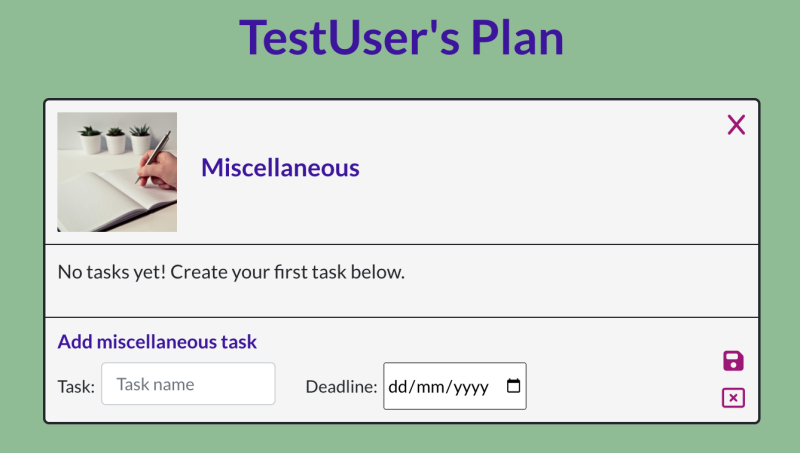 TestUser's Plan
Miscellaneous
No tasks yet! Create your first task below.
Add miscellaneous task
Task: Task name Deadline: dd/mm/yyyy